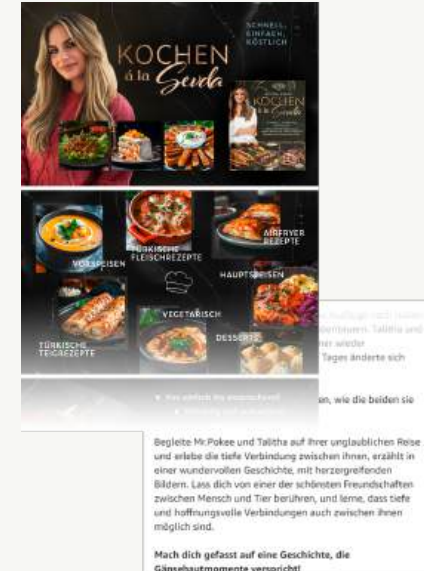 SCHNELL,
EINFACH,
KÖSTLICH
KOCHEN
á la
Sevda
KOCHEN
á la
Sevda
AIRFRYER
REZEPTE
TÜRKISCHE
FLEISCHREZEPTE
VORSPEISEN
HAUPTSPEISEN
VEGETARISCH
DESSERTS
TÜRKISCHE
TEIGREZEPTE
Talitha und
wieder
Tages änderte sich
wie die beiden sie
Begleite Mr.Pokee und Talitha auf ihrer unglaublichen Reise
und erlebe die tiefe Verbindung zwischen ihnen, erzählt in
einer wundervollen Geschichte, mit herzergreifenden
Bildern. Lass dich von einer der schönsten Freundschaften
zwischen Mensch und Tier berühren, und lerne, dass tiefe
und hoffnungsvolle Verbindungen auch zwischen ihnen
möglich sind.
Mach dich gefasst auf eine Geschichte, die
Gänsehautmomente verspricht!